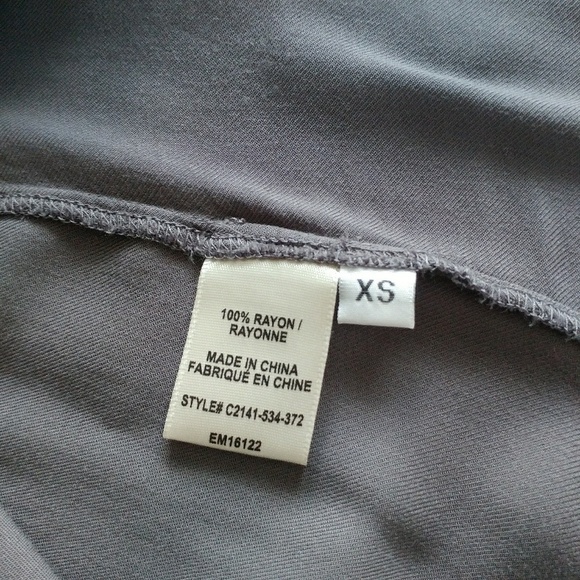 100% RAYON /
RAYONNE
MADE IN CHINA
FABRIQUÉ EN CHINE
STYLE# C2141-534-372
EM16122
XS